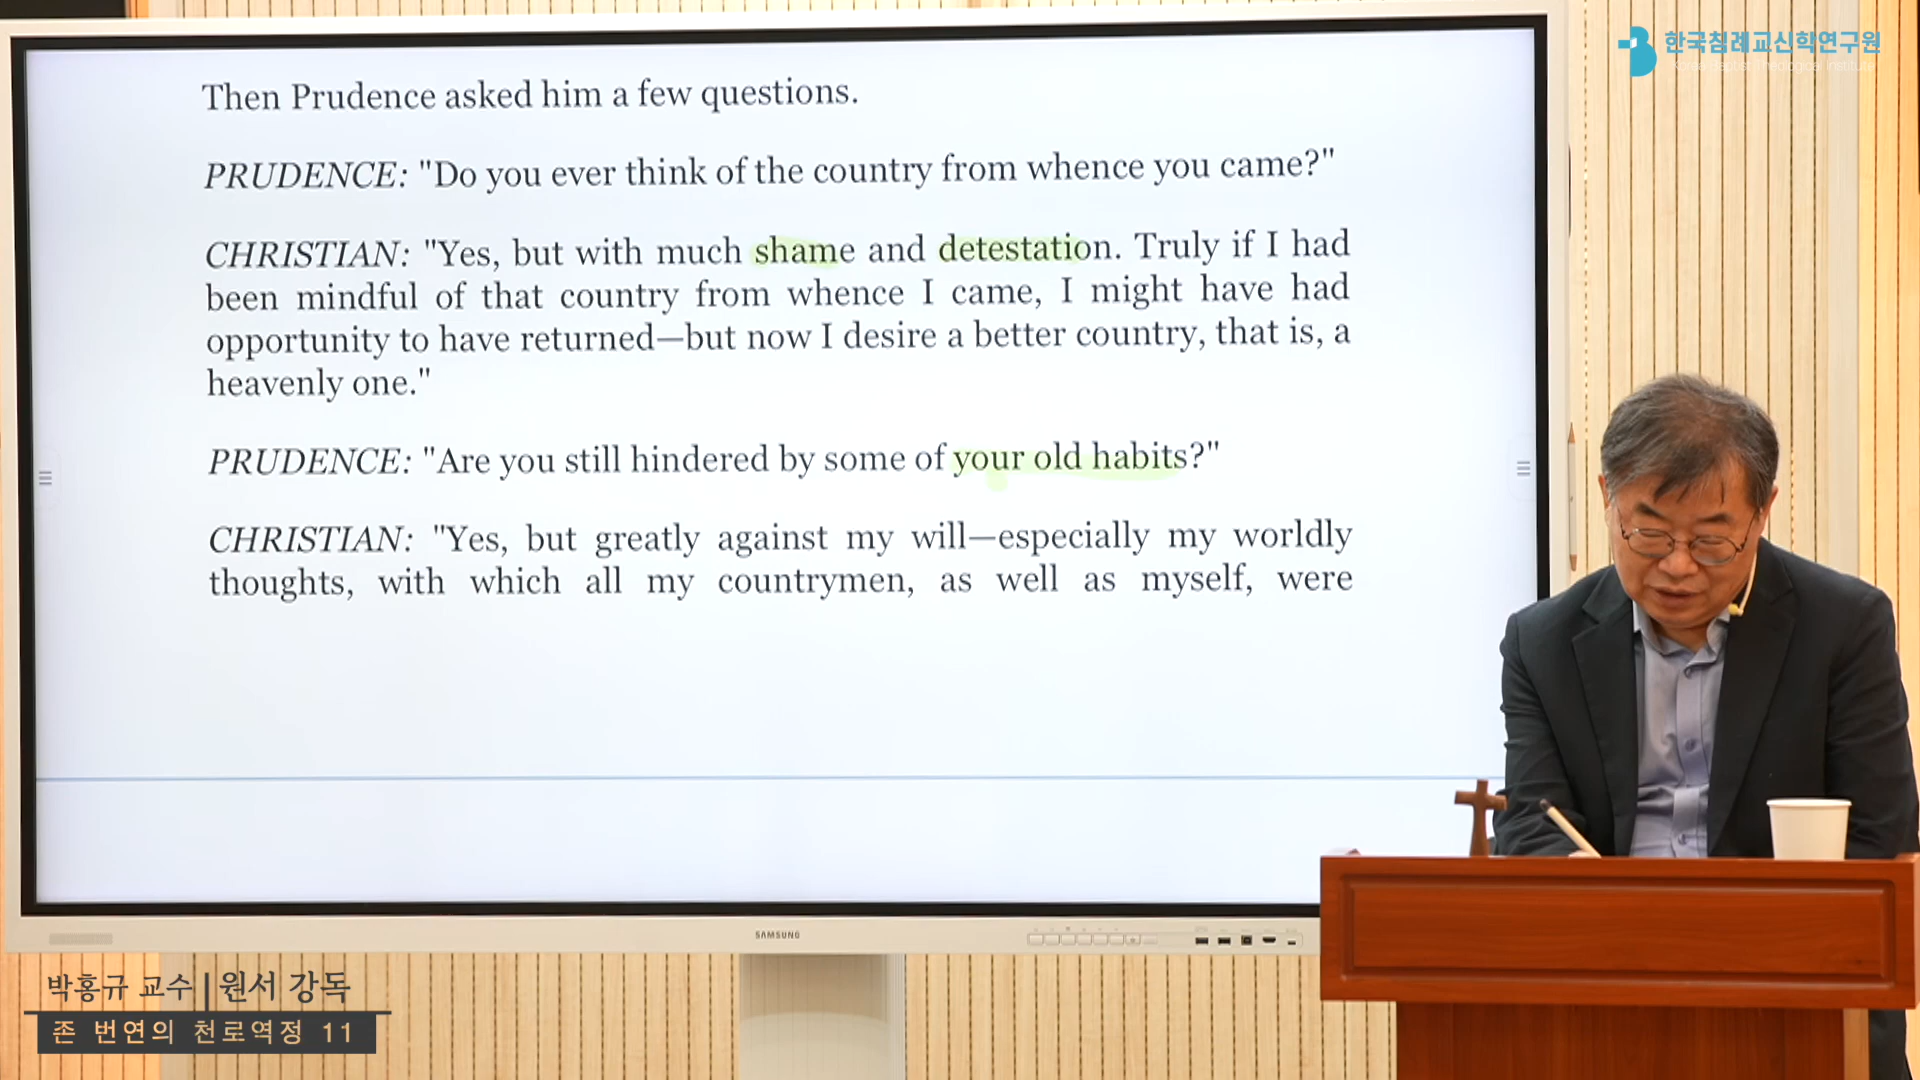 한국침례교신학연구원
Korea Baptist Theological Institute
Then Prudence asked him a few questions.
PRUDENCE: "Do you ever think of the country from whence you came?"
CHRISTIAN: "Yes, but with much shame and detestation. Truly if I had
been mindful of that country from whence I came, I might have had
opportunity to have returned—but now I desire a better country, that is, a
heavenly one."
PRUDENCE: "Are you still hindered by some of your old habits?"
CHRISTIAN: "Yes, but greatly against my will—especially my worldly
thoughts, with which all my countrymen, as well as myself, were
SAMSUNG
박홍규 교수 | 원서 강독
존 번연의 천로역정 11